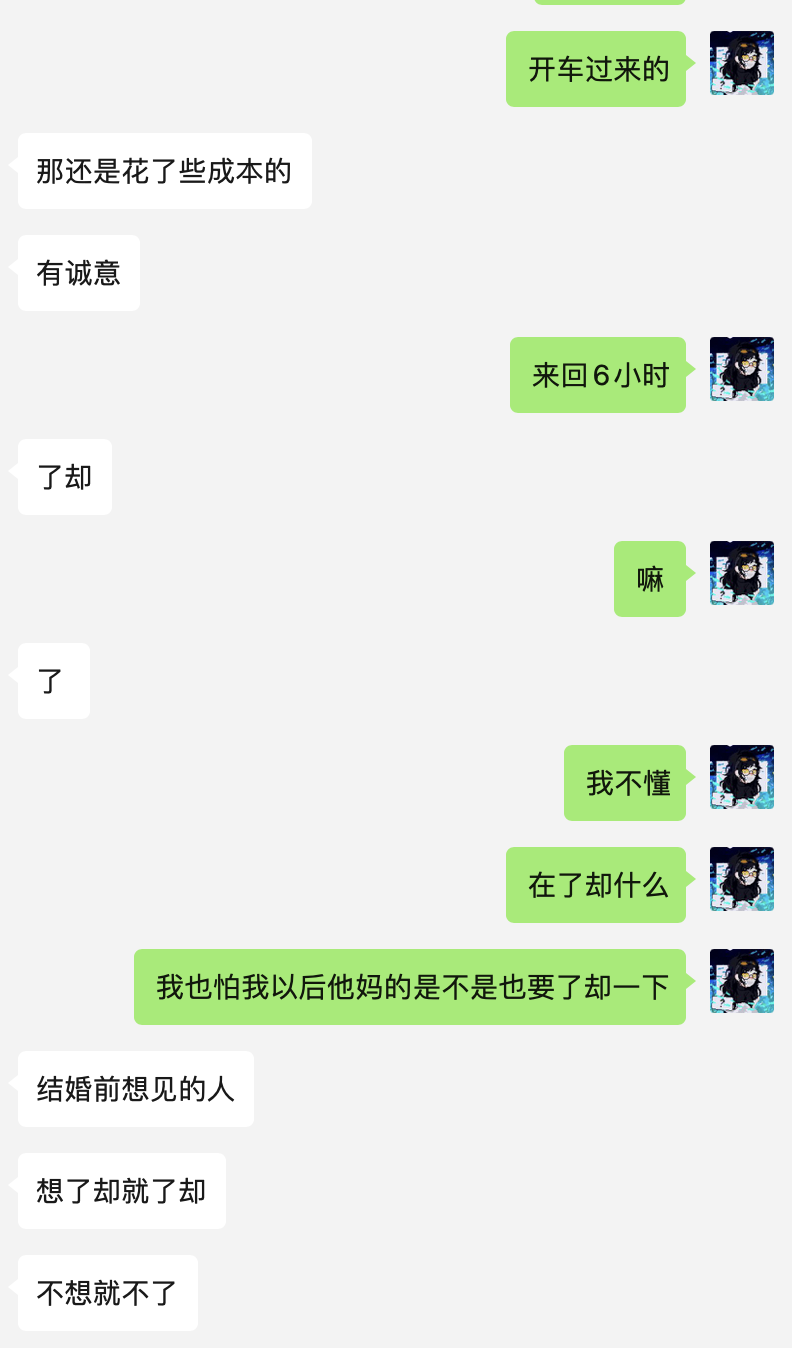 开车过来的
那还是花了些成本的
有诚意
来回6小时
了却
嘛
了
我不懂
在了却什么
我也怕我以后他妈的是不是也要了却一下
结婚前想见的人
想了却就了却
不想就不了